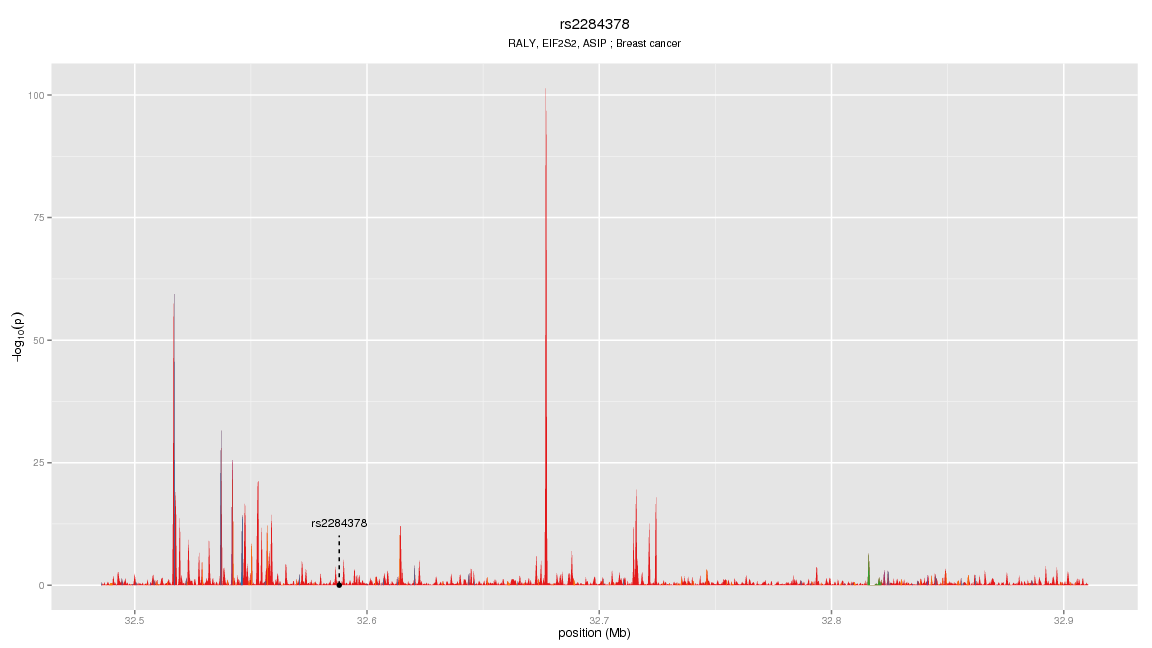 rs2284378
RALY, EIF2S2, ASIP ; Breast cancer
100
75
50
25
0
−log10(p)
rs2284378
32.5 32.6 32.7 32.8 32.9
position (Mb)